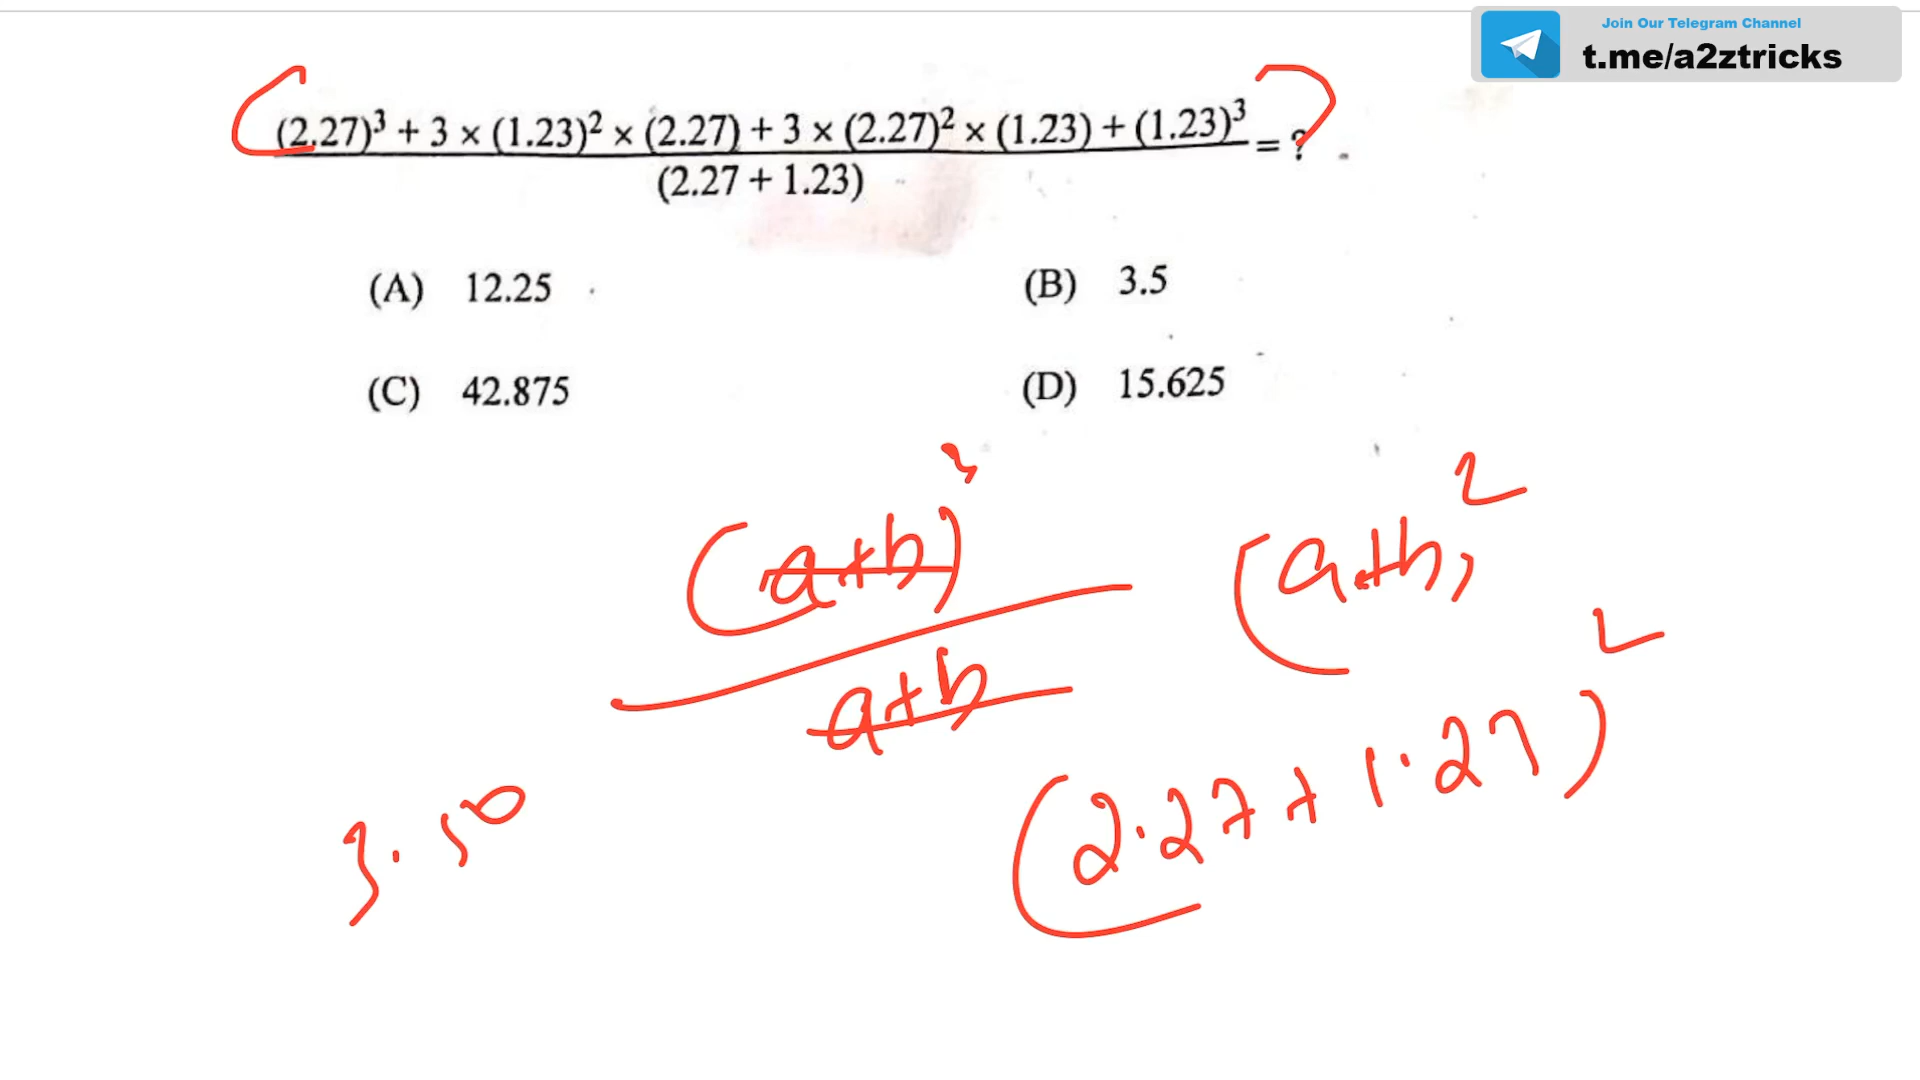 Join Our Telegram Channel
t.me/a2ztricks
(2.27)³ + 3 × (1.23)² × (2.27) + 3 × (2.27)² × (1.23) + (1.23)³ = ?
(2.27 + 1.23)
(A) 12.25
(B) 3.5
(C) 42.875
(D) 15.625
(a+b)³
a+b
(a+b)²
(2.27 + 1.27)²
3.50